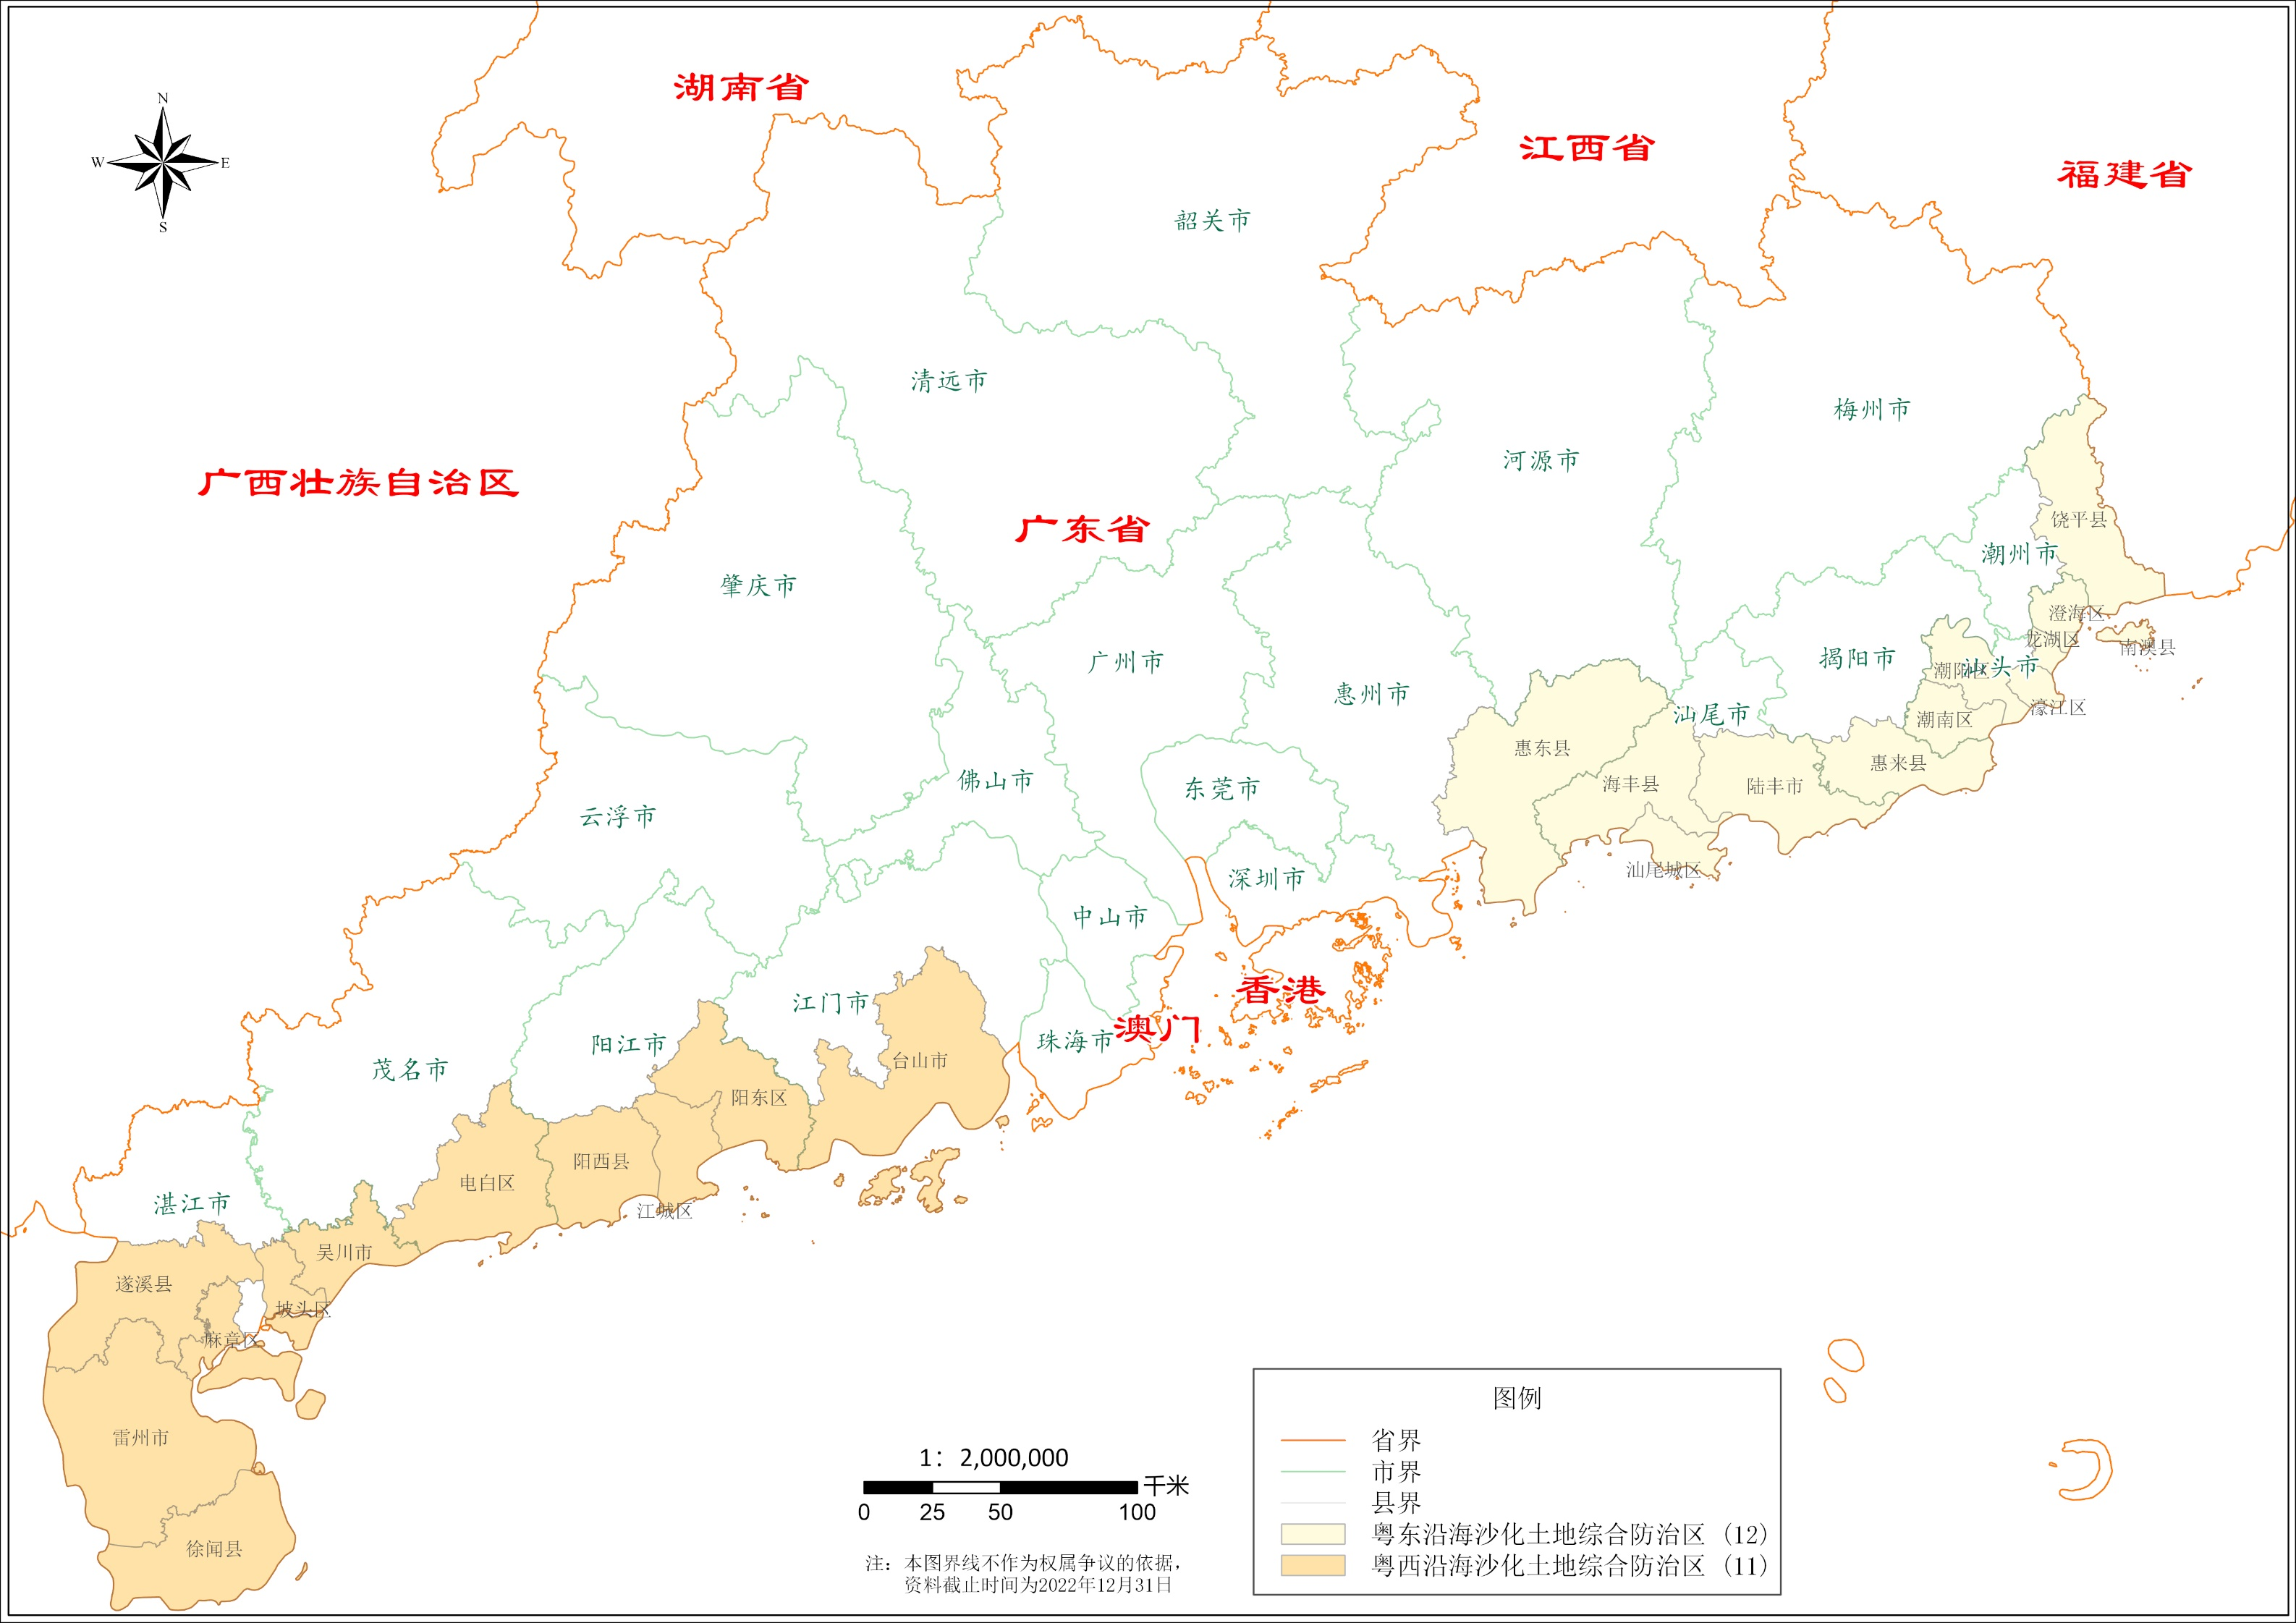 N
W
E
S
湖南省
江西省
福建省
韶关市
清远市
梅州市
河源市
广西壮族自治区
广东省
饶平县
潮州市
肇庆市
澄海区
龙湖区
南澳县
广州市
揭阳市
潮阳区
汕头市
惠州市
濠江区
汕尾市
潮南区
惠东县
惠来县
佛山市
东莞市
海丰县
陆丰市
云浮市
汕尾城区
深圳市
中山市
香港
江门市
澳门
珠海市
阳江市
台山市
茂名市
阳东区
阳西县
电白区
湛江市
江城区
吴川市
遂溪县
坡头区
麻章区
雷州市
徐闻县
1：2,000,000
千米
0 25 50 100
注：本图界线不作为权属争议的依据，
资料截止时间为2022年12月31日
图例
省界
市界
县界
粤东沿海沙化土地综合防治区（12）
粤西沿海沙化土地综合防治区（11）